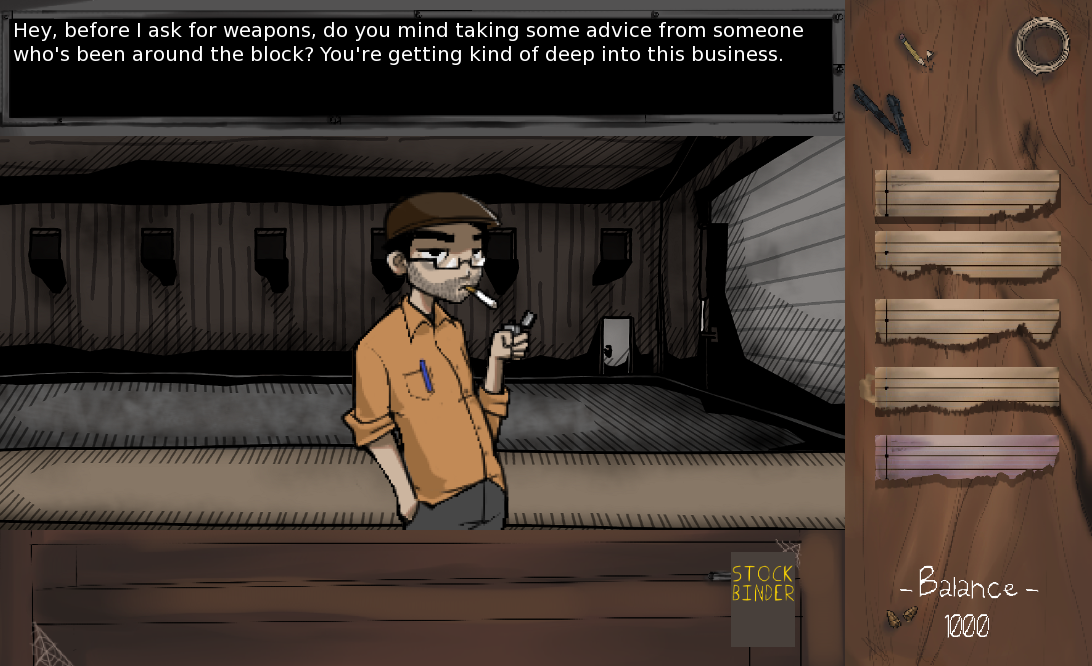 Hey, before I ask for weapons, do you mind taking some advice from someone
who's been around the block? You're getting kind of deep into this business.
STOCK
BINDER
- Balance -
1000